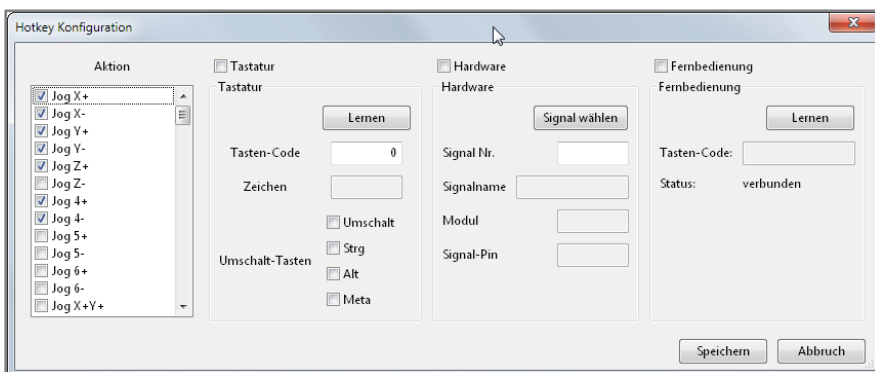 Hotkey Konfiguration
Aktion
Jog X+
Jog X-
Jog Y+
Jog Y-
Jog Z+
Jog Z-
Jog 4+
Jog 4-
Jog 5+
Jog 5-
Jog 6+
Jog 6-
Jog X+Y+
Tastatur
Tastatur
Lernen
Tasten-Code 0
Zeichen
Umschalt-Tasten
Umschalt
Strg
Alt
Meta
Hardware
Hardware
Signal wählen
Signal Nr.
Signalname
Modul
Signal-Pin
Fernbedienung
Fernbedienung
Lernen
Tasten-Code:
Status: verbunden
Speichern Abbruch